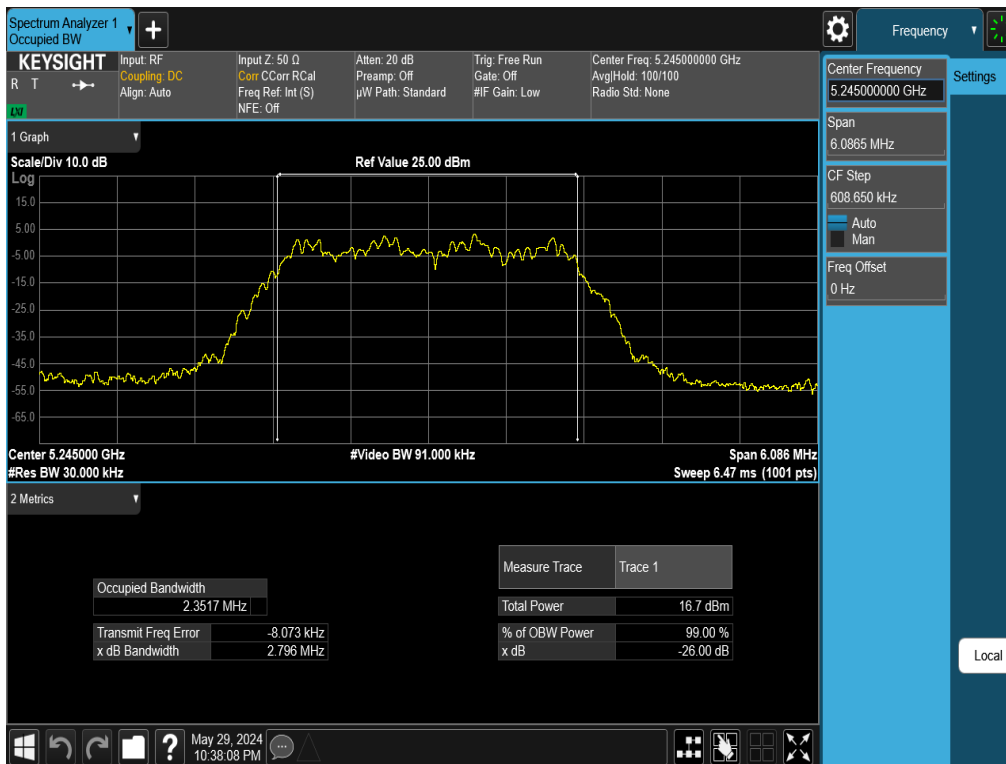 Spectrum Analyzer 1
Occupied BW
Frequency
KEYSIGHT
R T
LXI
Input: RF
Coupling: DC
Align: Auto
Input Z: 50 Ω
Corr CCorr RCal
Freq Ref: Int (S)
NFE: Off
Atten: 20 dB
Preamp: Off
µW Path: Standard
Trig: Free Run
Gate: Off
#IF Gain: Low
Center Freq: 5.245000000 GHz
Avg|Hold: 100/100
Radio Std: None
Center Frequency
5.245000000 GHz
Settings
Span
6.0865 MHz
CF Step
608.650 kHz
Auto
Man
Freq Offset
0 Hz
Local
1 Graph
Scale/Div 10.0 dB
Ref Value 25.00 dBm
Log
15.0
5.00
-5.00
-15.0
-25.0
-35.0
-45.0
-55.0
-65.0
Center 5.245000 GHz
#Video BW 91.000 kHz
Span 6.086 MHz
#Res BW 30.000 kHz
Sweep 6.47 ms (1001 pts)
2 Metrics
Occupied Bandwidth
2.3517 MHz
Transmit Freq Error -8.073 kHz
x dB Bandwidth 2.796 MHz
Measure Trace Trace 1
Total Power 16.7 dBm
% of OBW Power 99.00 %
x dB -26.00 dB
May 29, 2024
10:38:08 PM